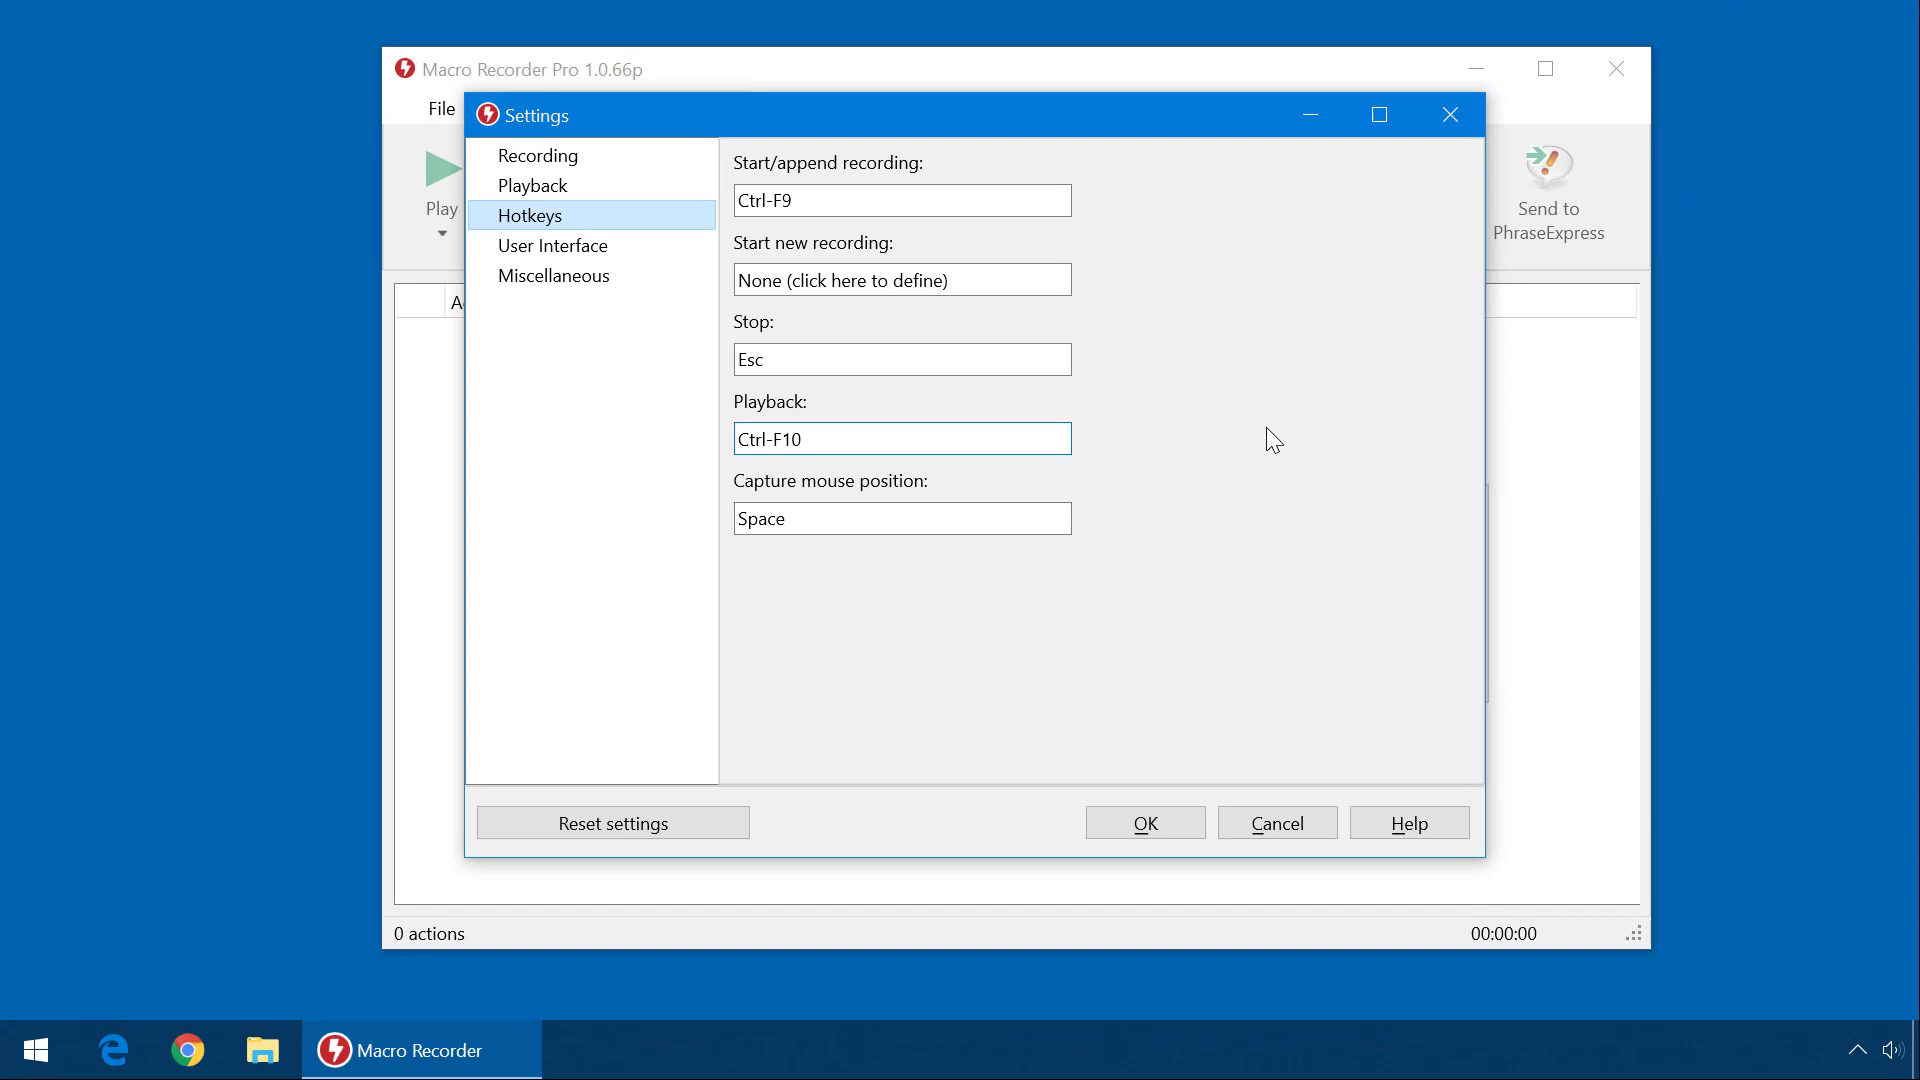 Macro Recorder Pro 1.0.66p
File
Settings
Recording
Playback
Hotkeys
User Interface
Miscellaneous
Start/append recording:
Ctrl-F9
Start new recording:
None (click here to define)
Stop:
Esc
Playback:
Ctrl-F10
Capture mouse position:
Space
Play
Send to
PhraseExpress
Reset settings
OK
Cancel
Help
0 actions
00:00:00
Macro Recorder